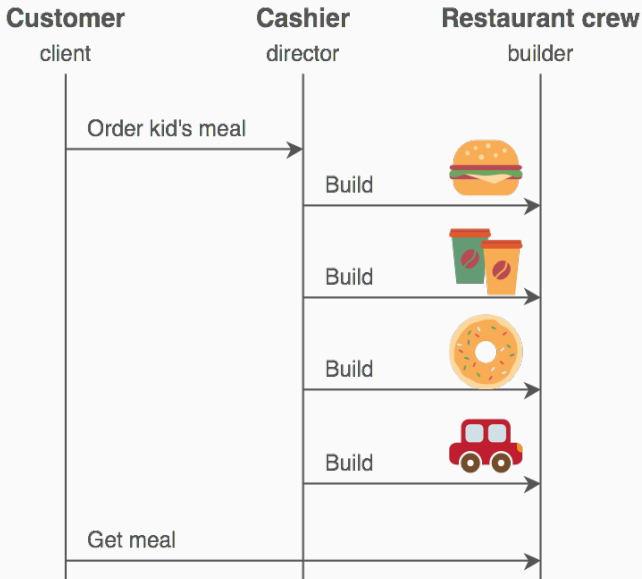 Customer
Cashier
Restaurant crew
client
director
builder
Order kid's meal
Build
Build
Build
Build
Get meal